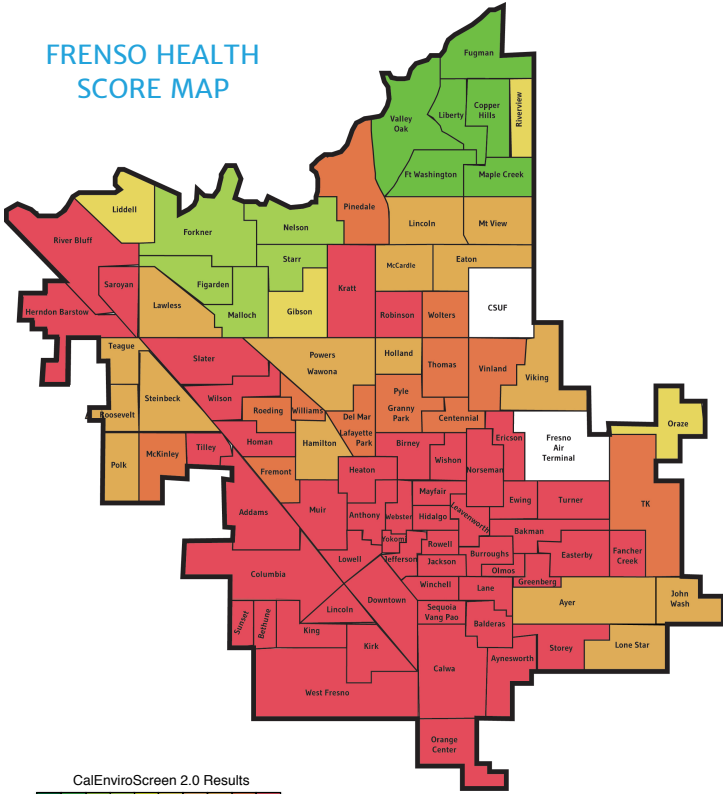 FRENSO HEALTH
SCORE MAP
Fugman
Valley
Oak
Liberty
Copper
Hills
Riverview
Ft Washington
Maple Creek
Pinedale
Lincoln
Mt View
Liddell
Forkner
Nelson
River Bluff
Starr
McCardle
Eaton
Saroyan
Figarden
Kratt
Lawless
Malloch
Gibson
Robinson
Wolters
CSUF
Herndon Barstow
Teague
Slater
Powers
Wawona
Holland
Thomas
Vinland
Viking
Steinbeck
Wilson
Pyle
Roosevelt
Roeding
Williams
Del Mar
Granny
Park
Centennial
Oraze
Lafayette
Park
Polk
McKinley
Tilley
Homan
Hamilton
Birney
Ericson
Fresno
Air
Terminal
Wishon
Fremont
Heaton
Norseman
Addams
Muir
Mayfair
Ewing
Turner
TK
Anthony
Webster
Hidalgo
Leavenworth
Bakman
Yokom
Rowell
Lowell
Jefferson
Jackson
Burroughs
Easterby
Fancher
Creek
Olmos
Columbia
Winchell
Lane
Greenberg
Downtown
Ayer
John
Wash
Sunset
Bethune
Lincoln
Sequoia
Vang Pao
Balderas
King
Kirk
Aynesworth
Storey
Lone Star
Calwa
West Fresno
Orange
Center
CalEnviroScreen 2.0 Results